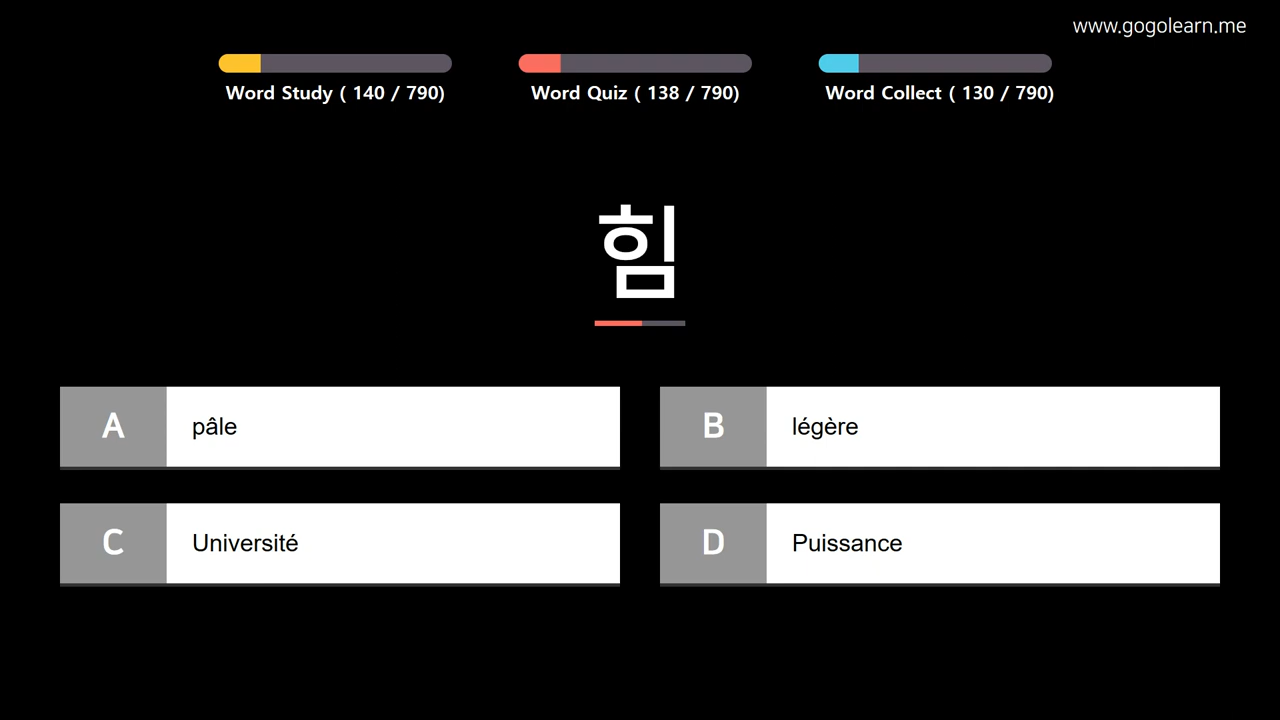 www.gogolearn.me
Word Study ( 140 / 790)
Word Quiz ( 138 / 790)
Word Collect ( 130 / 790)
힘
A pâle
B légère
C Université
D Puissance